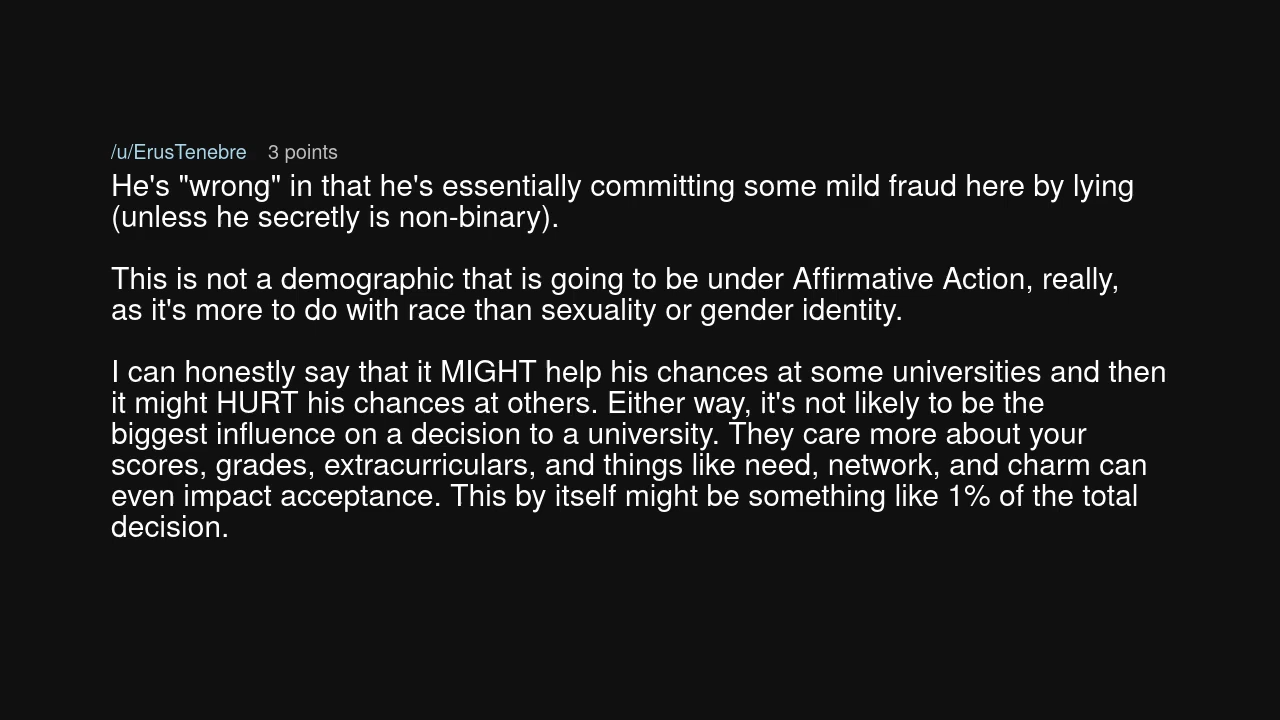 /u/ErusTenebre 3 points
He's "wrong" in that he's essentially committing some mild fraud here by lying
(unless he secretly is non-binary).
This is not a demographic that is going to be under Affirmative Action, really,
as it's more to do with race than sexuality or gender identity.
I can honestly say that it MIGHT help his chances at some universities and then
it might HURT his chances at others. Either way, it's not likely to be the
biggest influence on a decision to a university. They care more about your
scores, grades, extracurriculars, and things like need, network, and charm can
even impact acceptance. This by itself might be something like 1% of the total
decision.